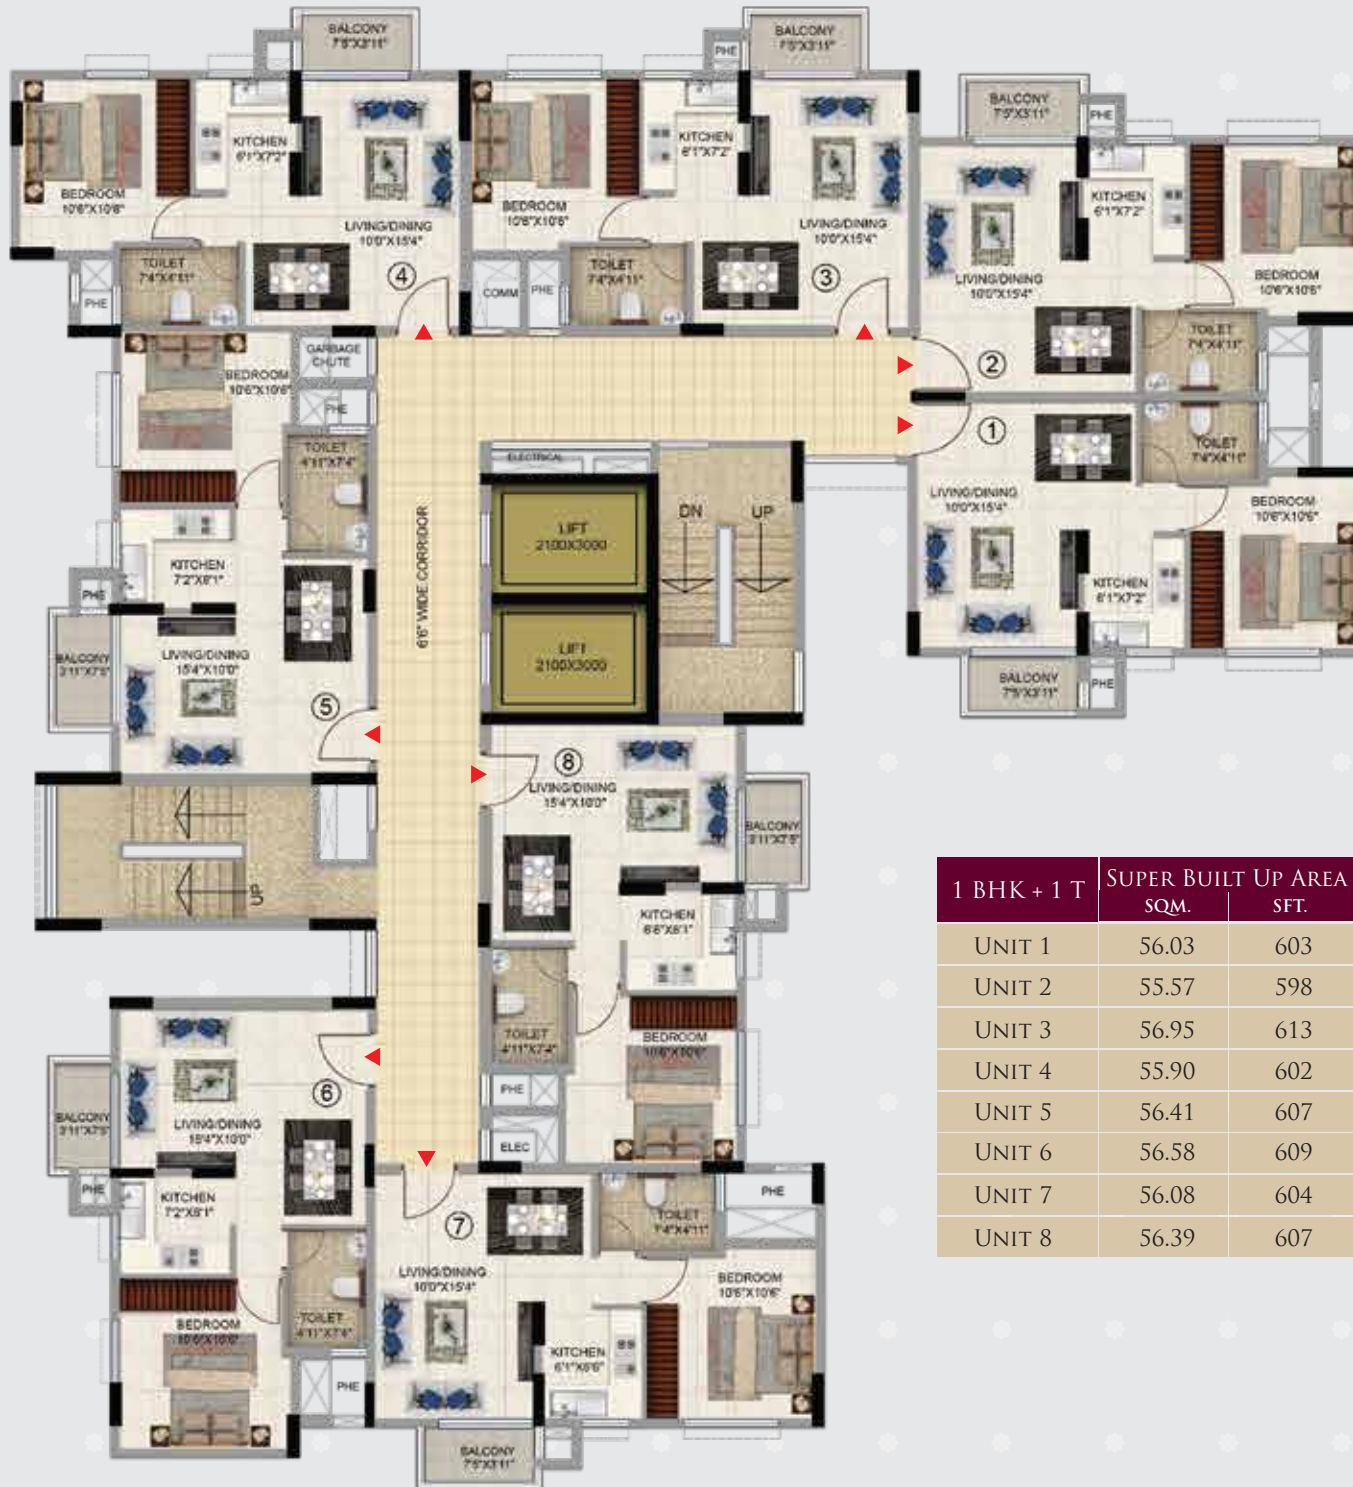 BALCONY
7'5"X3'11"
PHE
KITCHEN
6'1"X7'2"
BEDROOM
10'6"X10'6"
LIVING/DINING
10'0"X15'4"
TOILET
7'4"X4'11"
PHE
4
BALCONY
7'5"X3'11"
PHE
KITCHEN
6'1"X7'2"
BEDROOM
10'6"X10'6"
LIVING/DINING
10'0"X15'4"
TOILET
7'4"X4'11"
COMM
PHE
3
BALCONY
7'5"X3'11"
PHE
KITCHEN
6'1"X7'2"
LIVING/DINING
10'0"X15'4"
BEDROOM
10'6"X10'6"
TOILET
7'4"X4'11"
2
1
TOILET
7'4"X4'11"
LIVING/DINING
10'0"X15'4"
BEDROOM
10'6"X10'6"
KITCHEN
6'1"X7'2"
BALCONY
7'5"X3'11"
PHE
GARBAGE
CHUTE
BEDROOM
10'6"X10'6"
PHE
TOILET
4'11"X7'4"
KITCHEN
7'2"X6'1"
PHE
BALCONY
3'11"X7'5"
LIVING/DINING
15'4"X10'0"
5
6'6" WIDE CORRIDOR
ELECTRICAL
LIFT
2100X3000
LIFT
2100X3000
DN
UP
UP
8
LIVING/DINING
15'4"X10'0"
BALCONY
3'11"X7'5"
KITCHEN
6'6"X6'1"
TOILET
4'11"X7'4"
BEDROOM
10'6"X10'6"
PHE
ELEC
6
BALCONY
3'11"X7'5"
LIVING/DINING
15'4"X10'0"
PHE
KITCHEN
7'2"X6'1"
TOILET
4'11"X7'4"
BEDROOM
10'6"X10'6"
PHE
7
LIVING/DINING
10'0"X15'4"
TOILET
7'4"X4'11"
PHE
BEDROOM
10'6"X10'6"
KITCHEN
6'1"X6'6"
BALCONY
7'5"X3'11"
1 BHK + 1 T SUPER BUILT UP AREA
SQM. SFT.
UNIT 1 56.03 603
UNIT 2 55.57 598
UNIT 3 56.95 613
UNIT 4 55.90 602
UNIT 5 56.41 607
UNIT 6 56.58 609
UNIT 7 56.08 604
UNIT 8 56.39 607